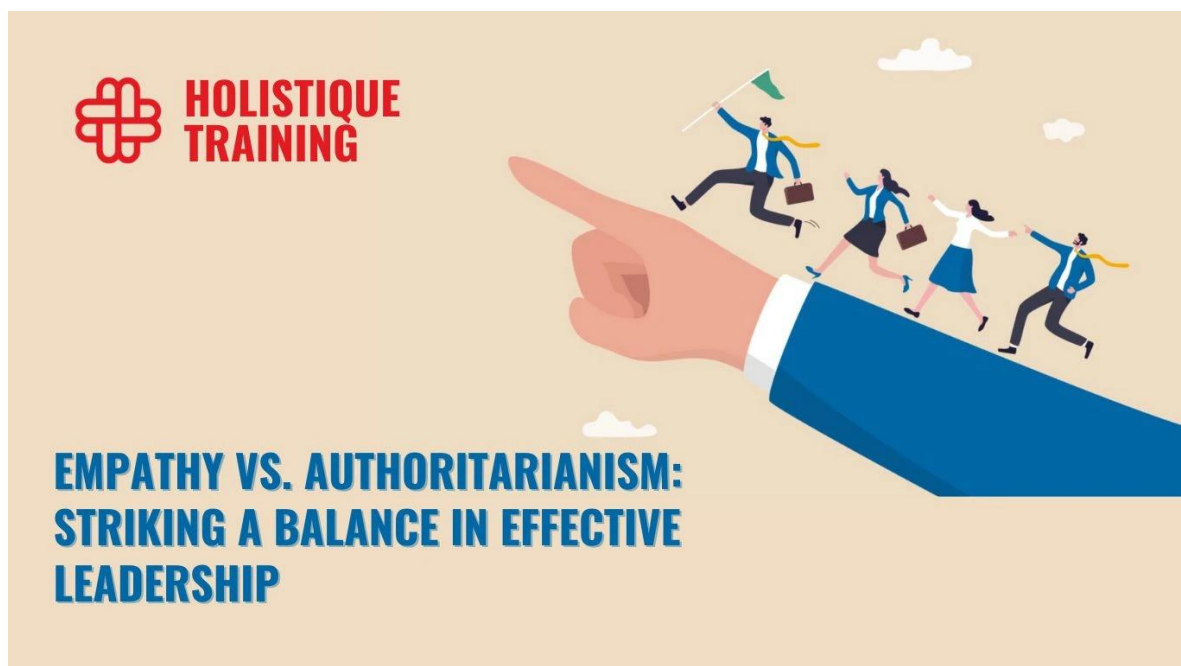 HOLISTIQUE
TRAINING
EMPATHY VS. AUTHORITARIANISM:
STRIKING A BALANCE IN EFFECTIVE
LEADERSHIP